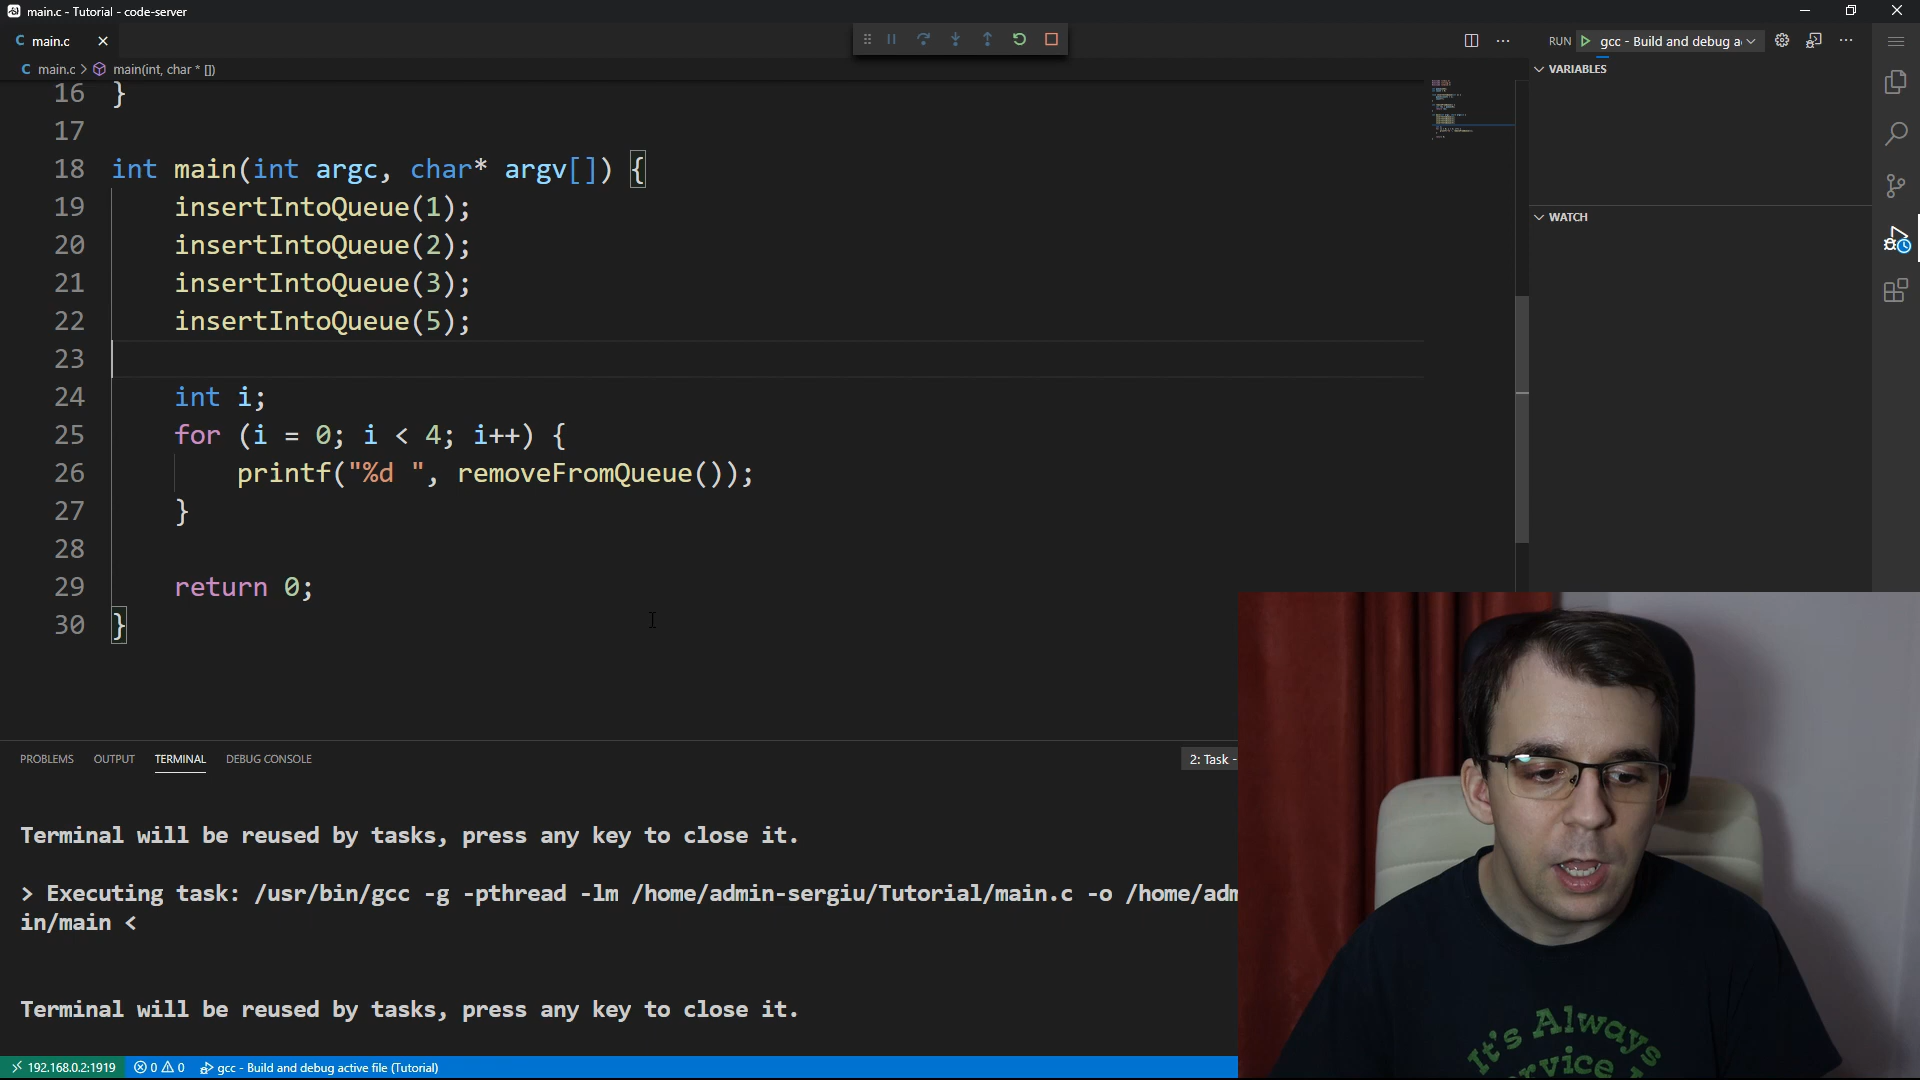 main.c - Tutorial - code-server
C main.c
RUN gcc - Build and debug a
C main.c > main(int, char * [])
VARIABLES
16 }
17
18 int main(int argc, char* argv[]) {
19 insertIntoQueue(1);
20 insertIntoQueue(2);
21 insertIntoQueue(3);
22 insertIntoQueue(5);
23
24 int i;
25 for (i = 0; i < 4; i++) {
26 printf("%d ", removeFromQueue());
27 }
28
29 return 0;
30 }
WATCH
PROBLEMS OUTPUT TERMINAL DEBUG CONSOLE 2: Task -
Terminal will be reused by tasks, press any key to close it.
> Executing task: /usr/bin/gcc -g -pthread -lm /home/admin-sergiu/Tutorial/main.c -o /home/adm
in/main <
Terminal will be reused by tasks, press any key to close it.
It's Always
Service
192.168.0.2:1919 0 0 gcc - Build and debug active file (Tutorial)